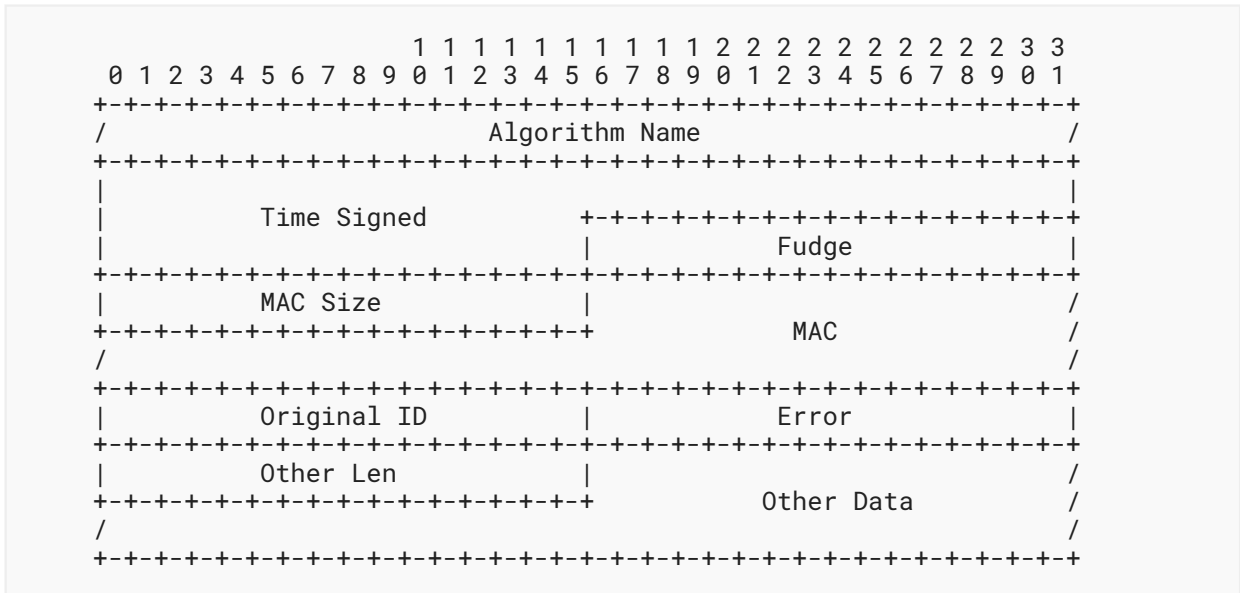 1 1 1 1 1 1 1 1 1 1 2 2 2 2 2 2 2 2 2 2 3 3
 0 1 2 3 4 5 6 7 8 9 0 1 2 3 4 5 6 7 8 9 0 1 2 3 4 5 6 7 8 9 0 1
+-+-+-+-+-+-+-+-+-+-+-+-+-+-+-+-+-+-+-+-+-+-+-+-+-+-+-+-+-+-+-+-+
/                         Algorithm Name                        /
+-+-+-+-+-+-+-+-+-+-+-+-+-+-+-+-+-+-+-+-+-+-+-+-+-+-+-+-+-+-+-+-+
|                                                               |
|          Time Signed          +-+-+-+-+-+-+-+-+-+-+-+-+-+-+-+-+
|                               |            Fudge              |
+-+-+-+-+-+-+-+-+-+-+-+-+-+-+-+-+-+-+-+-+-+-+-+-+-+-+-+-+-+-+-+-+
|          MAC Size             |                               /
+-+-+-+-+-+-+-+-+-+-+-+-+-+-+-+-+             MAC               /
/                                                               /
+-+-+-+-+-+-+-+-+-+-+-+-+-+-+-+-+-+-+-+-+-+-+-+-+-+-+-+-+-+-+-+-+
|          Original ID          |            Error              |
+-+-+-+-+-+-+-+-+-+-+-+-+-+-+-+-+-+-+-+-+-+-+-+-+-+-+-+-+-+-+-+-+
|          Other Len            |                               /
+-+-+-+-+-+-+-+-+-+-+-+-+-+-+-+-+           Other Data          /
/                                                               /
+-+-+-+-+-+-+-+-+-+-+-+-+-+-+-+-+-+-+-+-+-+-+-+-+-+-+-+-+-+-+-+-+